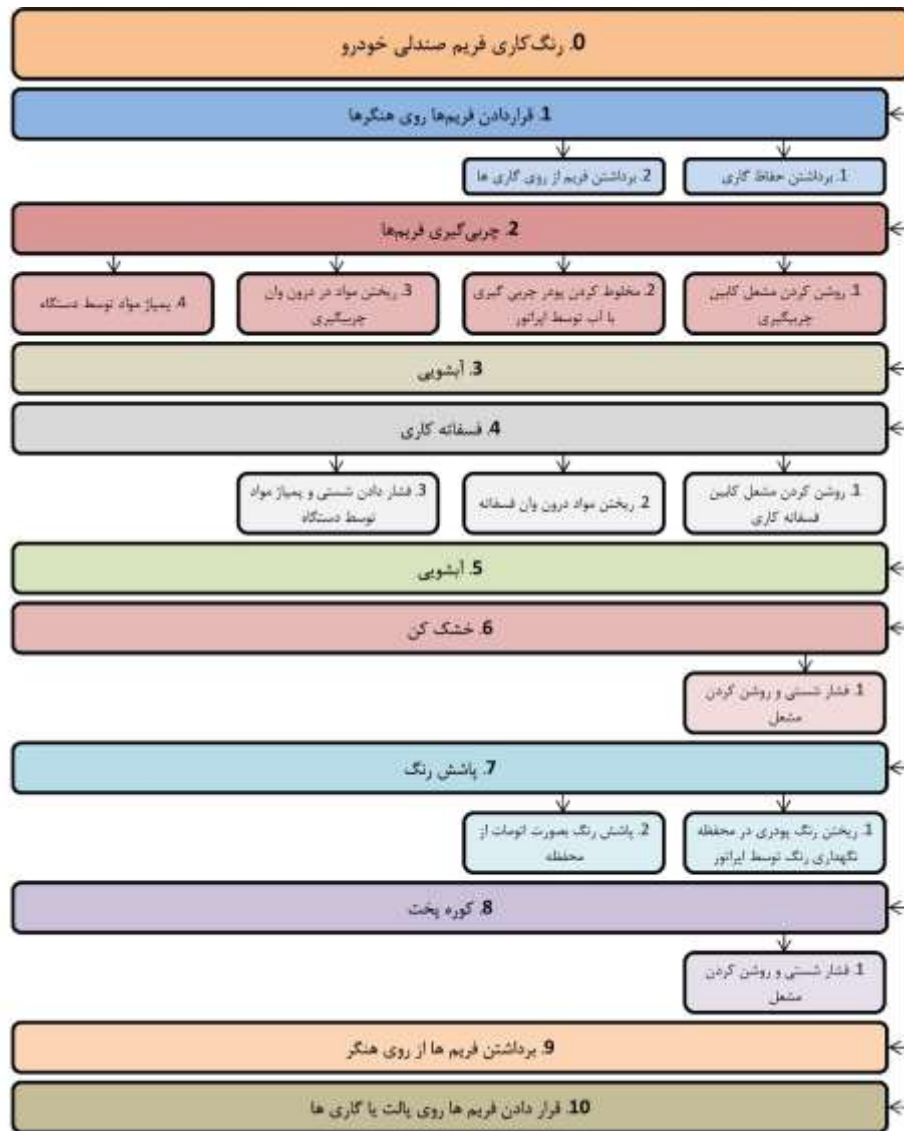 0. رنگ‌کاری فریم صندلی خودرو
1. قراردادن فریم‌ها روی هنگرها
1. برداشتن حفاظ گاری
2. برداشتن فریم از روی گاری ها
2. چربی‌گیری فریم‌ها
1. روشن کردن مشعل کابین
چربیگیری
2. مخلوط کردن پودر چربی گیری
با آب توسط اپراتور
3. ریختن مواد در درون وان
چربیگیری
4. پمپاژ مواد توسط دستگاه
3. آبشویی
4. فسفاته کاری
1. روشن کردن مشعل کابین
فسفاته کاری
2. ریختن مواد درون وان فسفاته
3. فشار دادن شستی و پمپاژ مواد
توسط دستگاه
5. آبشویی
6. خشک کن
1. فشار شستی و روشن کردن
مشعل
7. پاشش رنگ
1. ریختن رنگ پودری در محفظه
نگهداری رنگ توسط اپراتور
2. پاشش رنگ بصورت اتومات از
محفظه
8. کوره پخت
1. فشار شستی و روشن کردن
مشعل
9. برداشتن فریم ها از روی هنگر
10. قرار دادن فریم ها روی پالت یا گاری ها